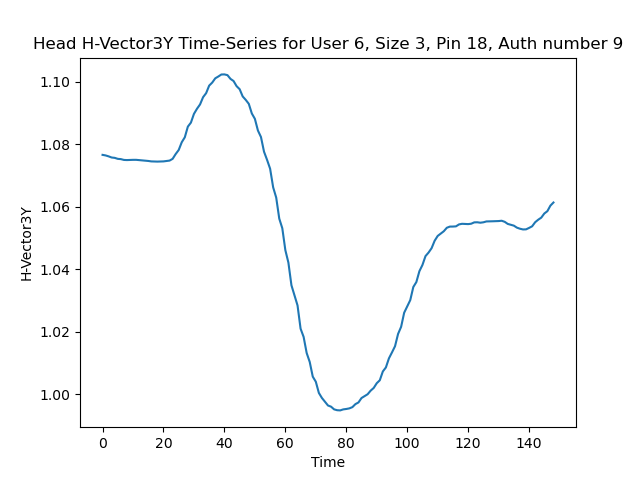 Head H-Vector3Y Time-Series for User 6, Size 3, Pin 18, Auth number 9
1.10
1.08
1.06
1.04
1.02
1.00
H-Vector3Y
0 20 40 60 80 100 120 140
Time